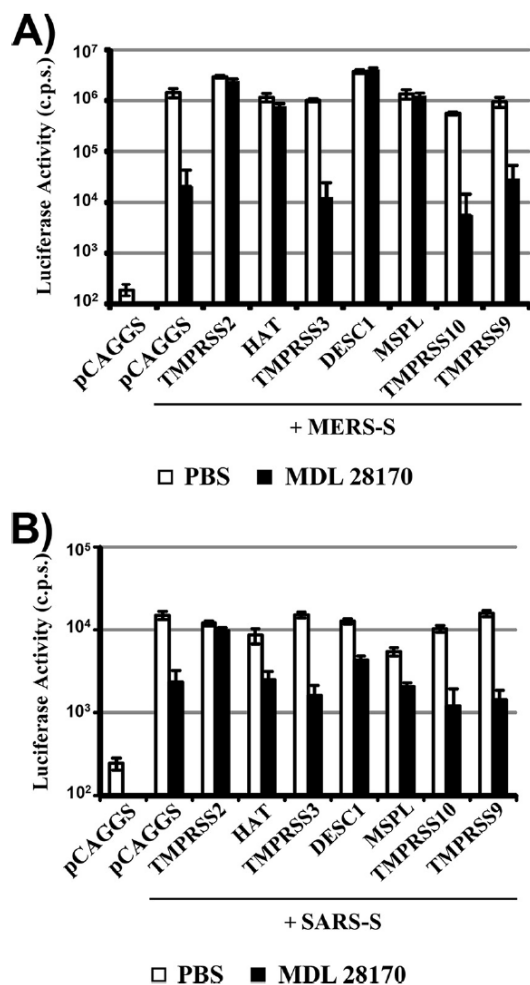 A)
Luciferase Activity (c.p.s.)
10⁷
10⁶
10⁵
10⁴
10³
10²
pCAGGS
pCAGGS
TMPRSS2
HAT
TMPRSS3
DESC1
MSPL
TMPRSS10
TMPRSS9
+ MERS-S
PBS MDL 28170
B)
Luciferase Activity (c.p.s.)
10⁵
10⁴
10³
10²
pCAGGS
pCAGGS
TMPRSS2
HAT
TMPRSS3
DESC1
MSPL
TMPRSS10
TMPRSS9
+ SARS-S
PBS MDL 28170